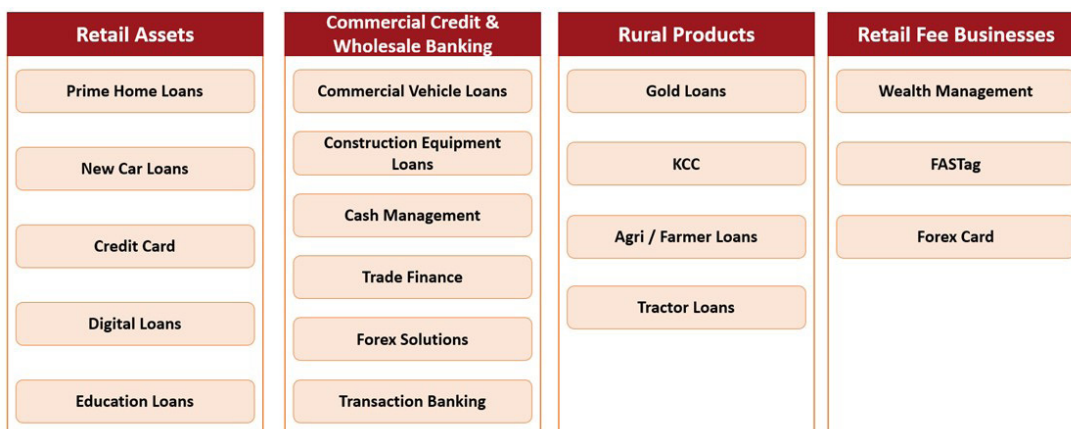 Retail Assets
Prime Home Loans
New Car Loans
Credit Card
Digital Loans
Education Loans
Commercial Credit &
Wholesale Banking
Commercial Vehicle Loans
Construction Equipment
Loans
Cash Management
Trade Finance
Forex Solutions
Transaction Banking
Rural Products
Gold Loans
KCC
Agri / Farmer Loans
Tractor Loans
Retail Fee Businesses
Wealth Management
FASTag
Forex Card